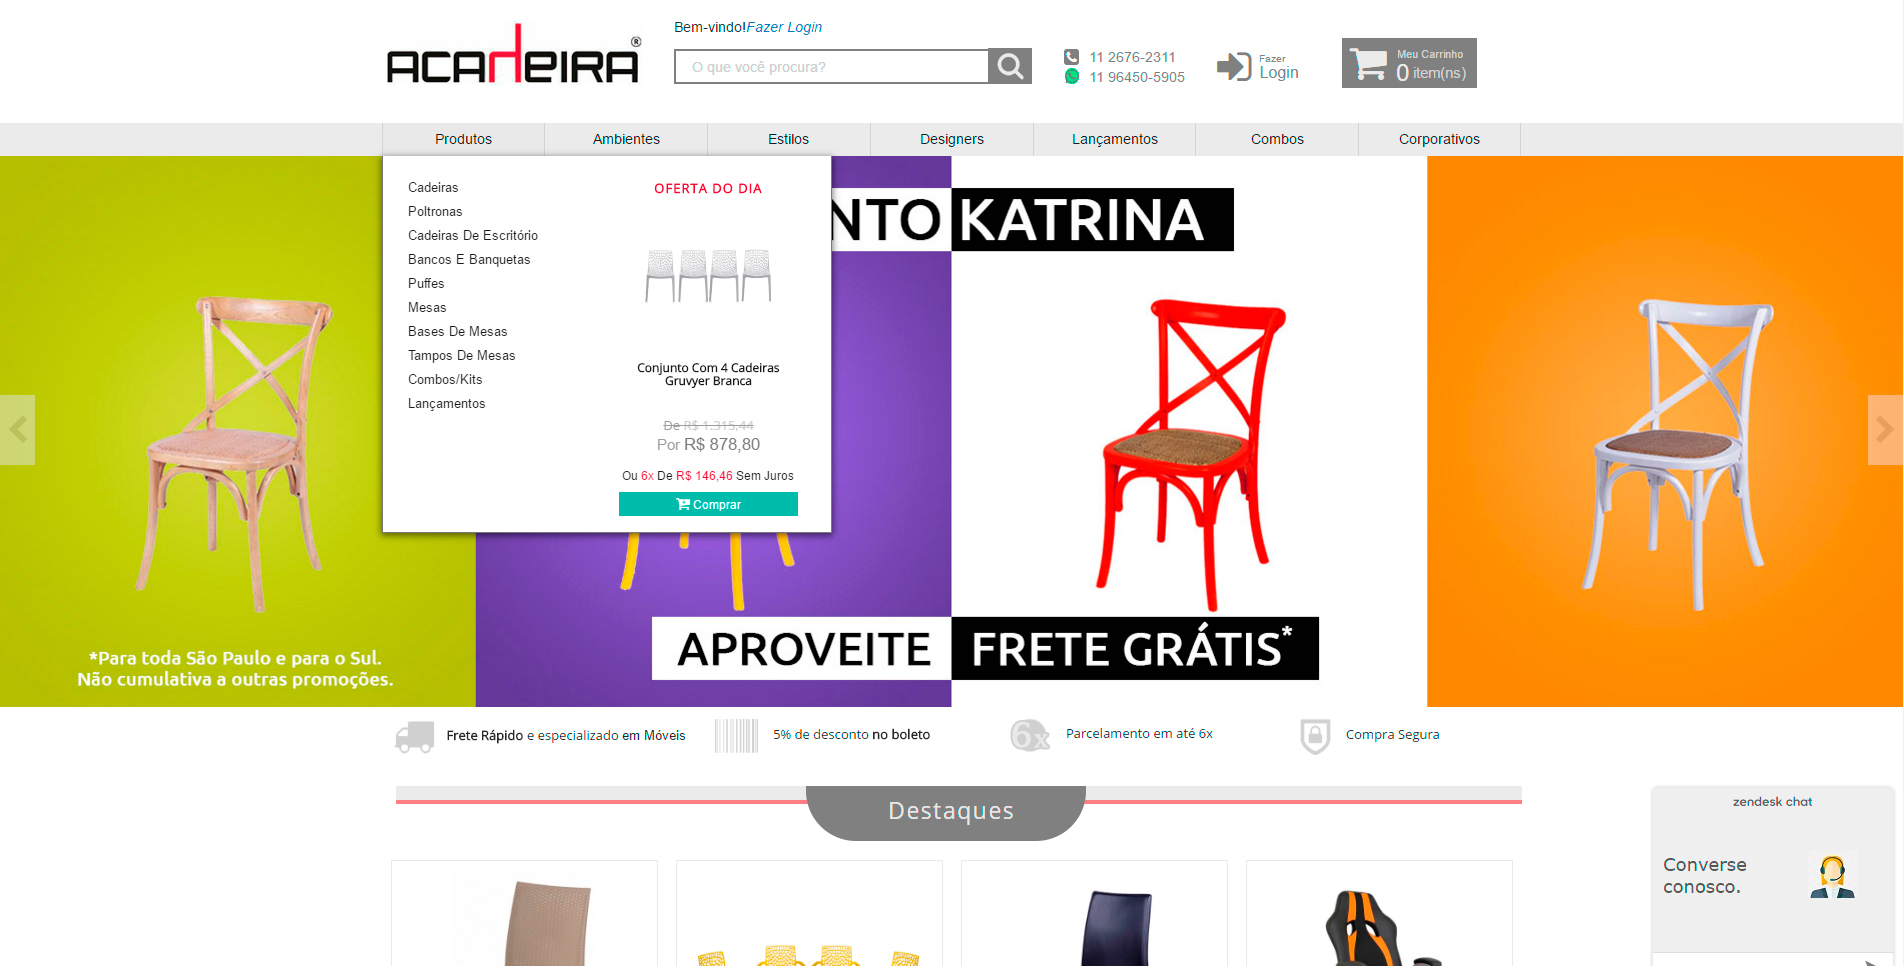 ACADEIRA®
Bem-vindo!Fazer Login
O que você procura?
11 2676-2311
11 96450-5905
Fazer
Login
Meu Carrinho
0 item(ns)
Produtos
Ambientes
Estilos
Designers
Lançamentos
Combos
Corporativos
Cadeiras
Poltronas
Cadeiras De Escritório
Bancos E Banquetas
Puffes
Mesas
Bases De Mesas
Tampos De Mesas
Combos/Kits
Lançamentos
OFERTA DO DIA
Conjunto Com 4 Cadeiras
Gruvyer Branca
De R$ 1.315,44
Por R$ 878,80
Ou 6x De R$ 146,46 Sem Juros
Comprar
NTO KATRINA
APROVEITE FRETE GRÁTIS*
*Para toda São Paulo e para o Sul.
Não cumulativa a outras promoções.
Frete Rápido e especializado em Móveis
5% de desconto no boleto
6x
Parcelamento em até 6x
Compra Segura
Destaques
zendesk chat
Converse
conosco.